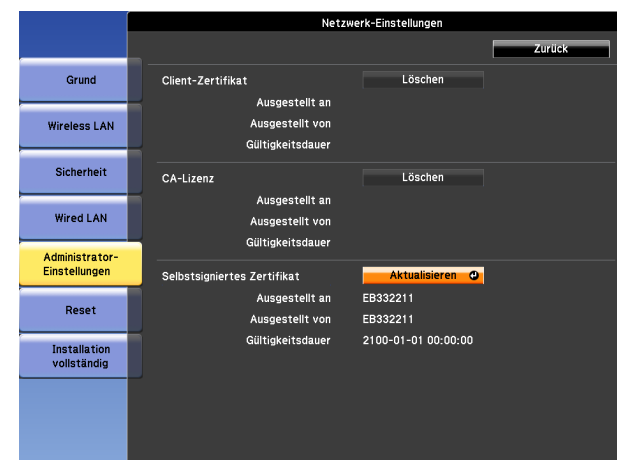 Netzwerk-Einstellungen
Zurück
Grund
Wireless LAN
Sicherheit
Wired LAN
Administrator-
Einstellungen
Reset
Installation
vollständig
Client-Zertifikat Löschen
Ausgestellt an
Ausgestellt von
Gültigkeitsdauer
CA-Lizenz Löschen
Ausgestellt an
Ausgestellt von
Gültigkeitsdauer
Selbstsigniertes Zertifikat Aktualisieren
Ausgestellt an EB332211
Ausgestellt von EB332211
Gültigkeitsdauer 2100-01-01 00:00:00